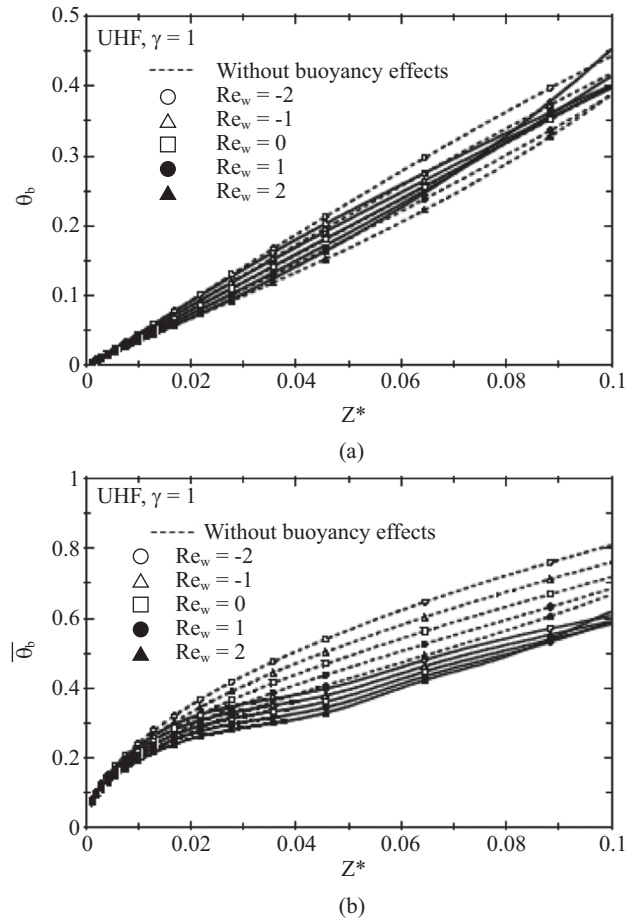 0.5
UHF, γ = 1
Without buoyancy effects
Re_w = -2
Re_w = -1
Re_w = 0
Re_w = 1
Re_w = 2
0.4
0.3
0.2
0.1
0
θ_b
0 0.02 0.04 0.06 0.08 0.1
Z*
(a)
1
UHF, γ = 1
Without buoyancy effects
Re_w = -2
Re_w = -1
Re_w = 0
Re_w = 1
Re_w = 2
0.8
0.6
0.4
0.2
0
θ̅_b
0 0.02 0.04 0.06 0.08 0.1
Z*
(b)